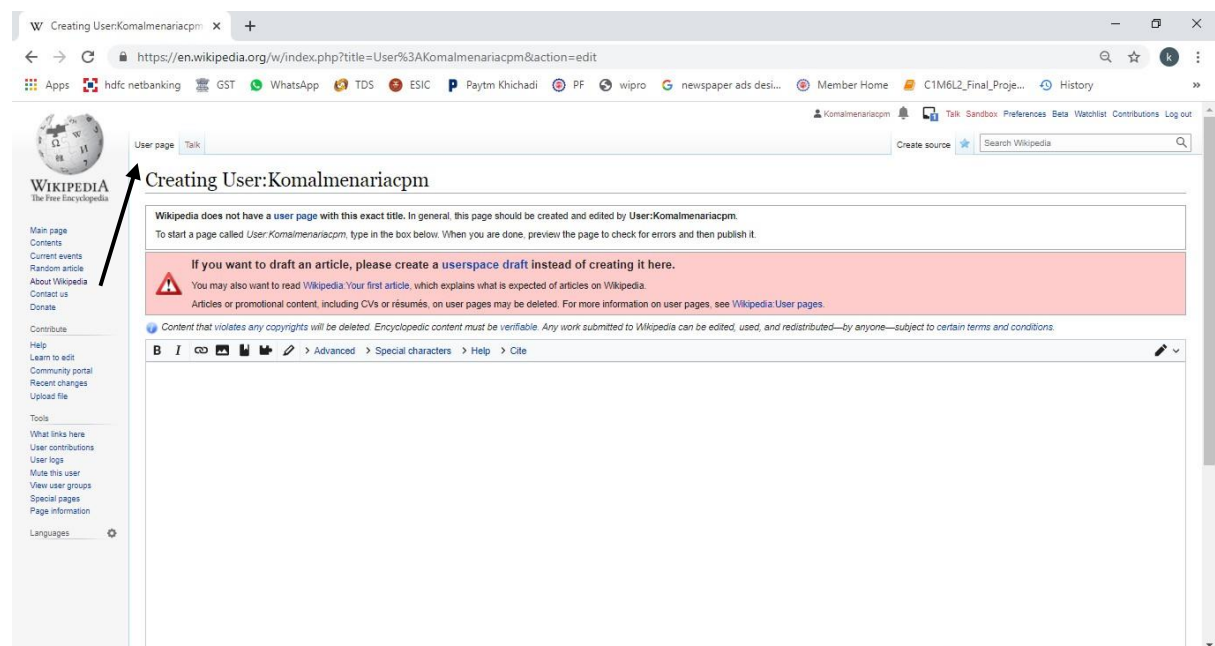 W Creating User:Komalmenariacpm × +
https://en.wikipedia.org/w/index.php?title=User%3AKomalmenariacpm&action=edit k
Apps hdfc netbanking GST WhatsApp TDS ESIC Paytm Khichadi PF wipro G newspaper ads desi... Member Home C1M6L2_Final_Proje... History »
Komalmenariacpm 1 Talk Sandbox Preferences Beta Watchlist Contributions Log out
User page Talk Create source Search Wikipedia
WIKIPEDIA
The Free Encyclopedia
Creating User:Komalmenariacpm
Wikipedia does not have a user page with this exact title. In general, this page should be created and edited by User:Komalmenariacpm.
To start a page called User:Komalmenariacpm, type in the box below. When you are done, preview the page to check for errors and then publish it.
If you want to draft an article, please create a userspace draft instead of creating it here.
You may also want to read Wikipedia:Your first article, which explains what is expected of articles on Wikipedia.
Articles or promotional content, including CVs or résumés, on user pages may be deleted. For more information on user pages, see Wikipedia:User pages.
Content that violates any copyrights will be deleted. Encyclopedic content must be verifiable. Any work submitted to Wikipedia can be edited, used, and redistributed—by anyone—subject to certain terms and conditions.
B I > Advanced > Special characters > Help > Cite
Main page
Contents
Current events
Random article
About Wikipedia
Contact us
Donate
Contribute
Help
Learn to edit
Community portal
Recent changes
Upload file
Tools
What links here
User contributions
User logs
Mute this user
View user groups
Special pages
Page information
Languages